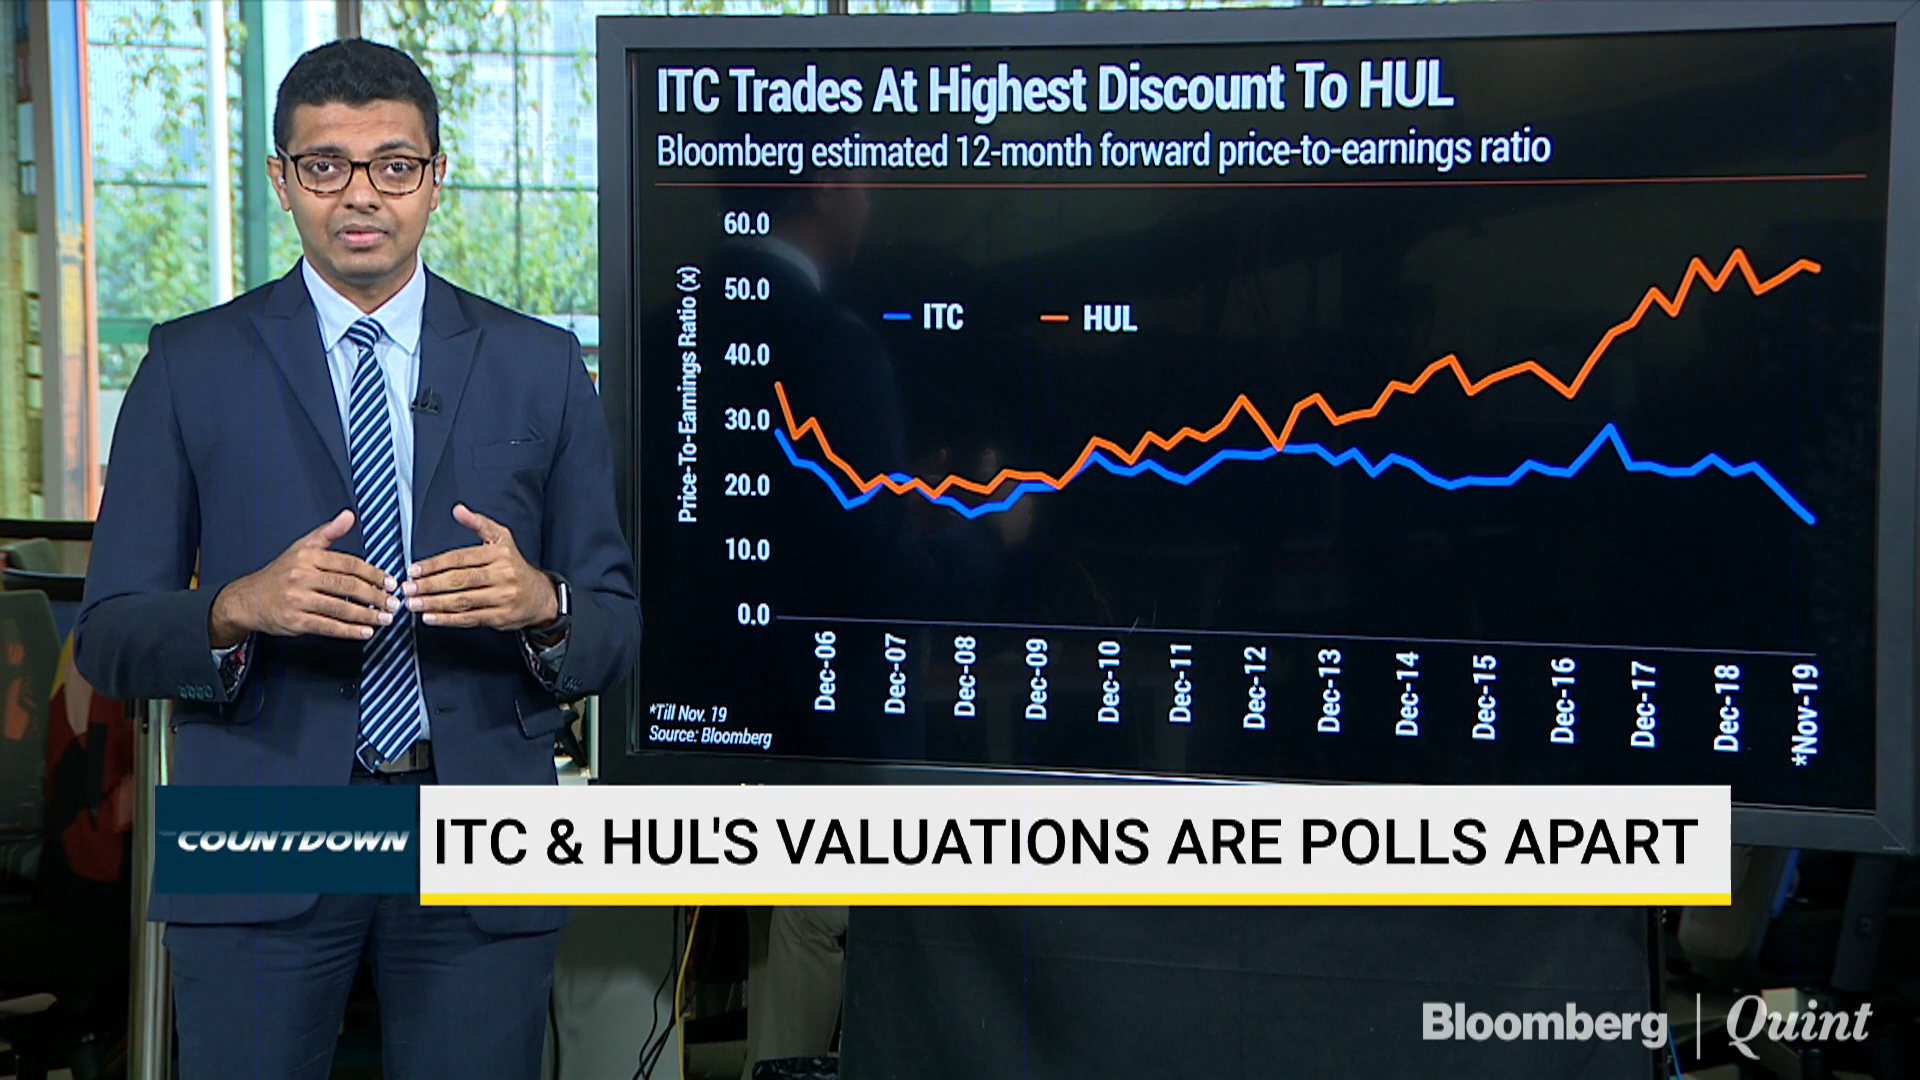 ITC Trades At Highest Discount To HUL
Bloomberg estimated 12-month forward price-to-earnings ratio
Price-To-Earnings Ratio (x)
60.0
50.0
40.0
30.0
20.0
10.0
0.0
ITC HUL
Dec-06 Dec-07 Dec-08 Dec-09 Dec-10 Dec-11 Dec-12 Dec-13 Dec-14 Dec-15 Dec-16 Dec-17 Dec-18 *Nov-19
*Till Nov. 19
Source: Bloomberg
COUNTDOWN
ITC & HUL'S VALUATIONS ARE POLLS APART
Bloomberg | Quint